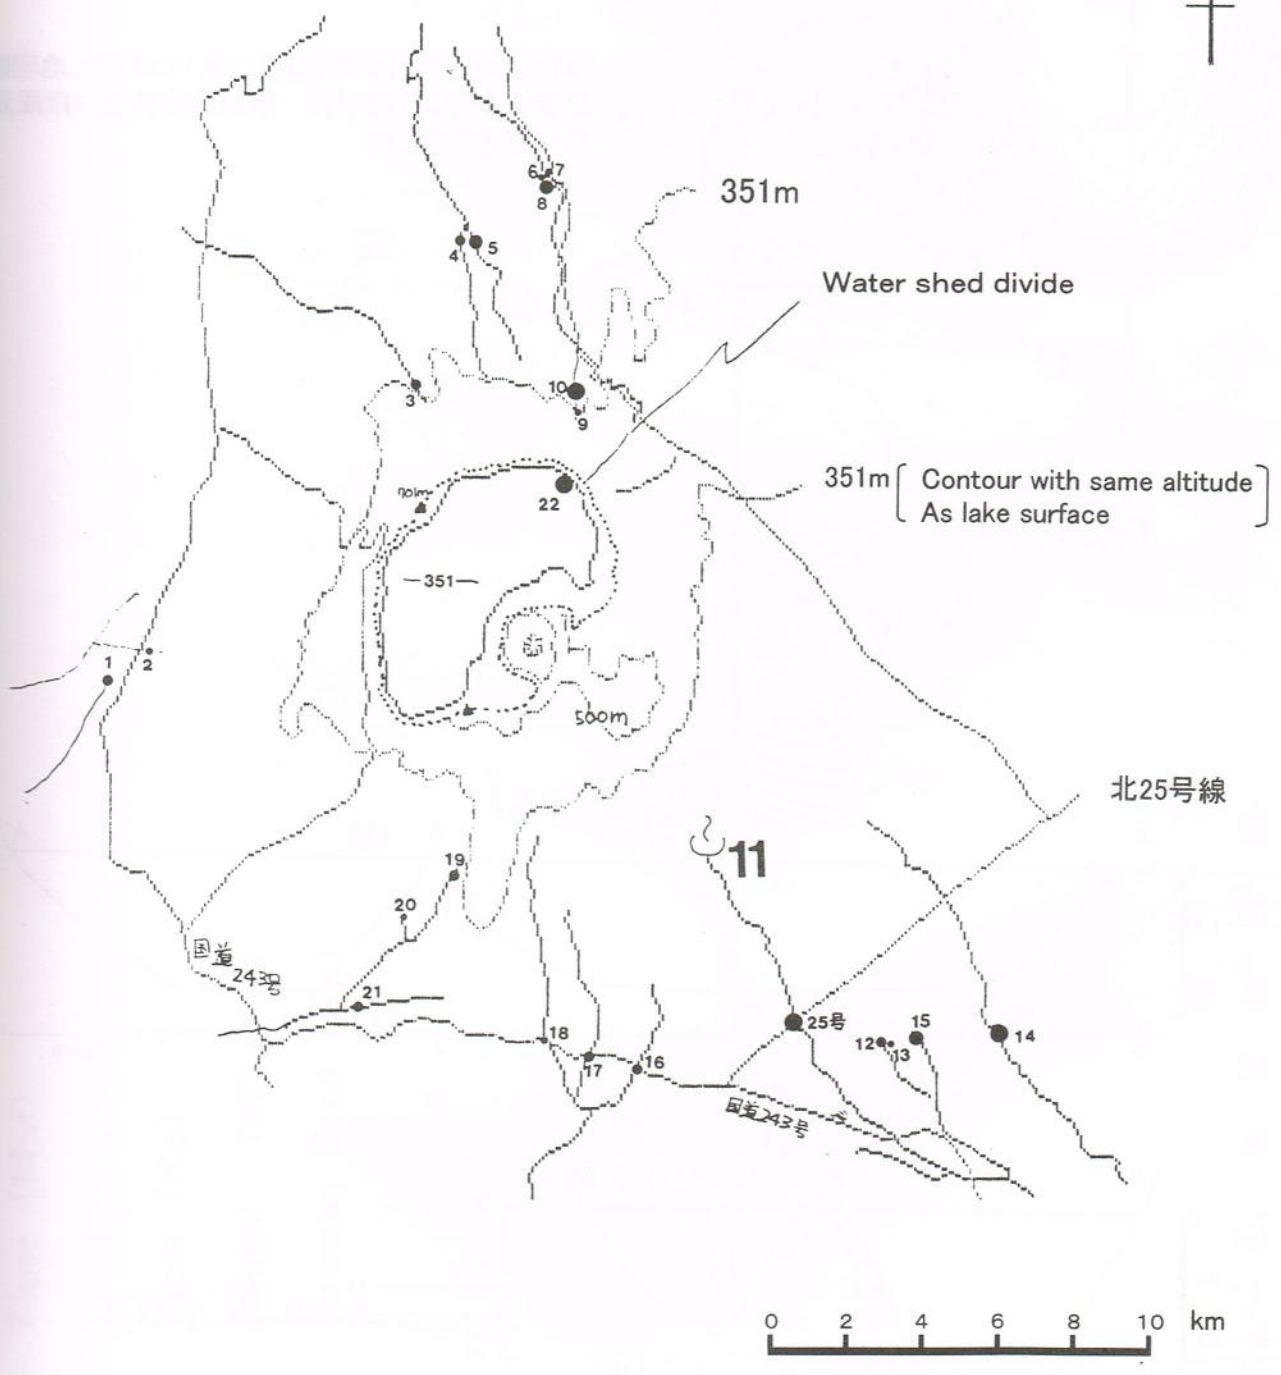 6
7
8
351m
4
5
Water shed divide
3
10
9
701m
22
351m
Contour with same altitude
As lake surface
351
1
2
500m
北25号線
11
19
20
国道
243号
21
18
17
16
25号
12
13
15
14
国道243号
0 2 4 6 8 10 km